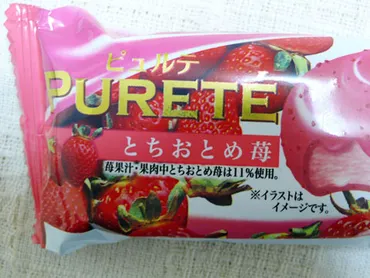 ピュルテ
PURETE
とちおとめ苺
苺果汁・果肉中とちおとめ苺は11%使用。
※イラストは
イメージです。